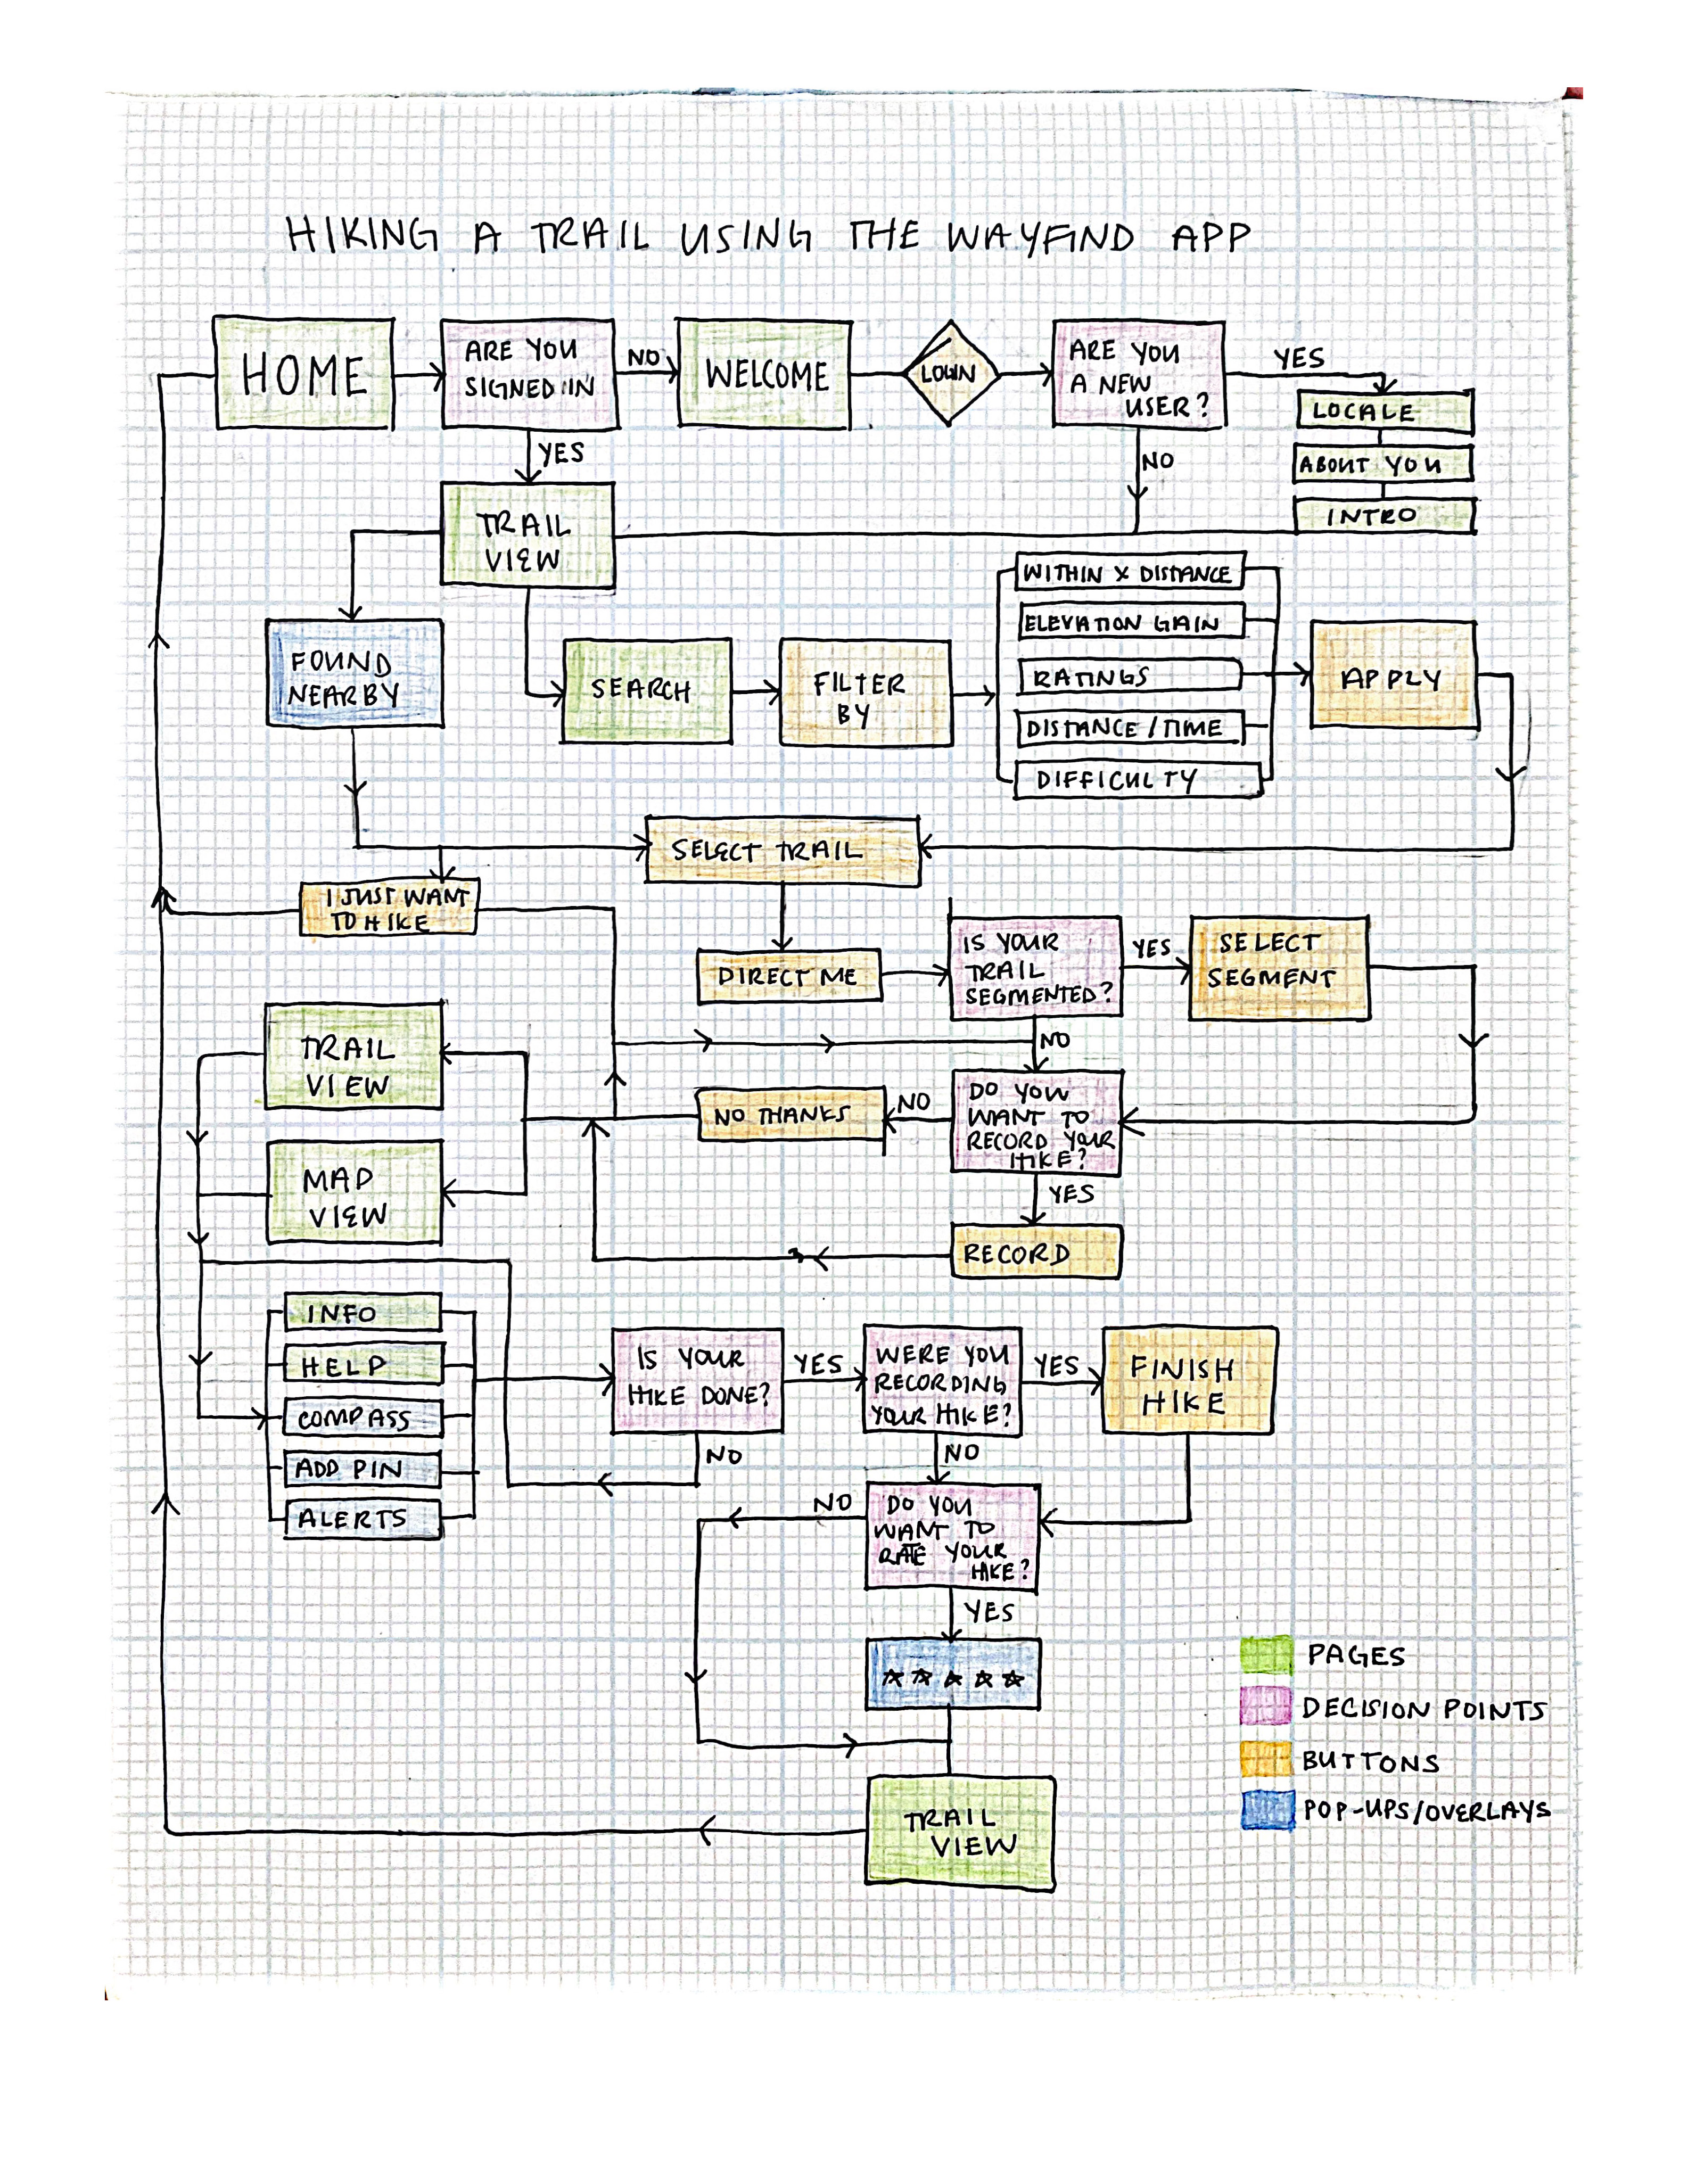 HIKING A TRAIL USING THE WAYFIND APP
HOME
ARE YOU
SIGNED IN
NO
WELCOME
LOGIN
ARE YOU
A NEW
USER?
YES
LOCALE
ABOUT YOU
INTRO
NO
YES
TRAIL
VIEW
FOUND
NEARBY
SEARCH
FILTER
BY
WITHIN X DISTANCE
ELEVATION GAIN
RATINGS
DISTANCE / TIME
DIFFICULTY
APPLY
SELECT TRAIL
I JUST WANT
TO HIKE
DIRECT ME
IS YOUR
TRAIL
SEGMENTED?
YES
SELECT
SEGMENT
NO
TRAIL
VIEW
MAP
VIEW
NO THANKS
NO
DO YOU
WANT TO
RECORD YOUR
HIKE?
YES
RECORD
INFO
HELP
COMPASS
ADD PIN
ALERTS
IS YOUR
HIKE DONE?
YES
WERE YOU
RECORDING
YOUR HIKE?
YES
FINISH
HIKE
NO
NO
NO
DO YOU
WANT TO
RATE YOUR
HIKE?
YES
☆☆☆☆☆
TRAIL
VIEW
PAGES
DECISION POINTS
BUTTONS
POP-UPS/OVERLAYS